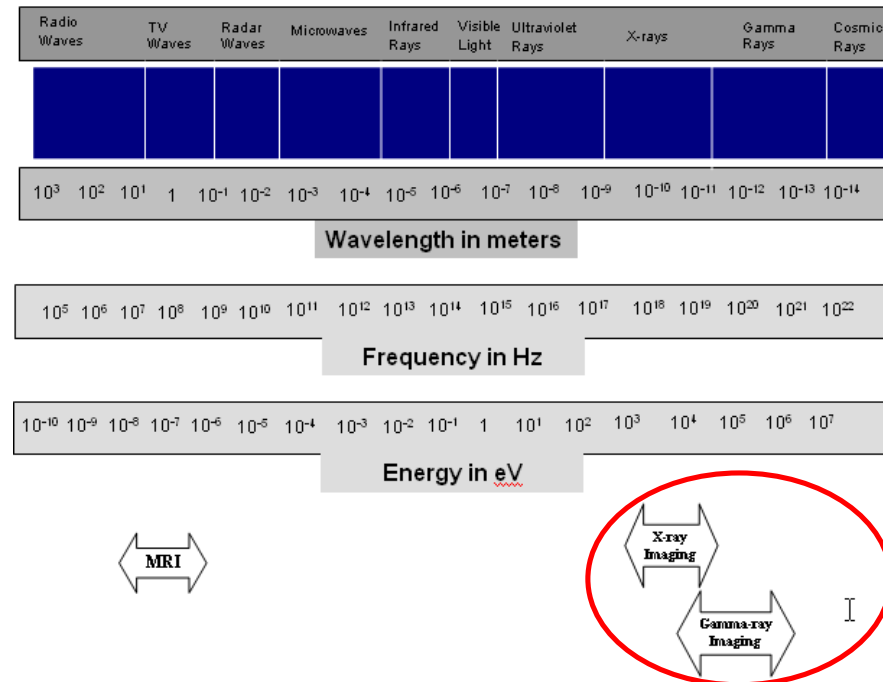 Radio Waves TV Waves Radar Waves Microwaves Infrared Rays Visible Light Ultraviolet Rays X-rays Gamma Rays Cosmic Rays
10³ 10² 10¹ 1 10⁻¹ 10⁻² 10⁻³ 10⁻⁴ 10⁻⁵ 10⁻⁶ 10⁻⁷ 10⁻⁸ 10⁻⁹ 10⁻¹⁰ 10⁻¹¹ 10⁻¹² 10⁻¹³ 10⁻¹⁴
Wavelength in meters
10⁵ 10⁶ 10⁷ 10⁸ 10⁹ 10¹⁰ 10¹¹ 10¹² 10¹³ 10¹⁴ 10¹⁵ 10¹⁶ 10¹⁷ 10¹⁸ 10¹⁹ 10²⁰ 10²¹ 10²²
Frequency in Hz
10⁻¹⁰ 10⁻⁹ 10⁻⁸ 10⁻⁷ 10⁻⁶ 10⁻⁵ 10⁻⁴ 10⁻³ 10⁻² 10⁻¹ 1 10¹ 10² 10³ 10⁴ 10⁵ 10⁶ 10⁷
Energy in eV
MRI
X-ray
Imaging
Gamma-ray
Imaging